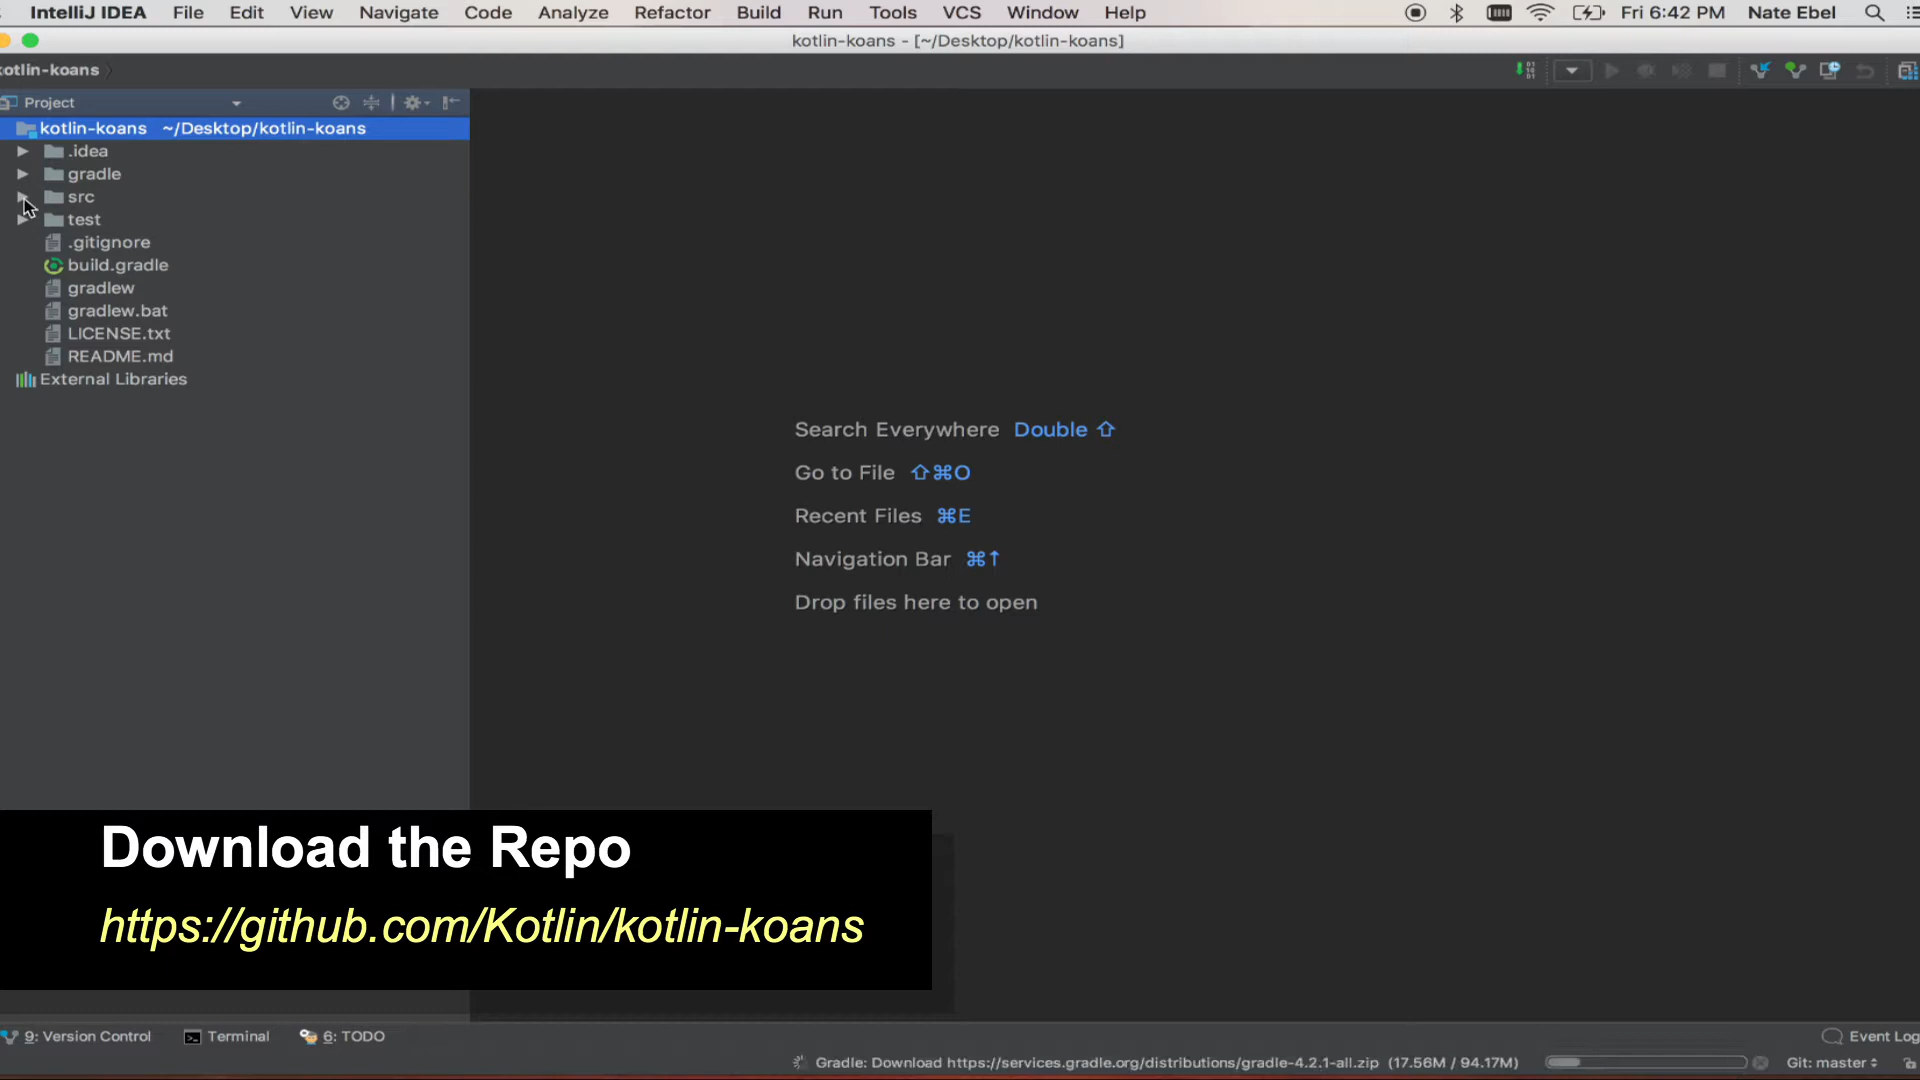 IntelliJ IDEA File Edit View Navigate Code Analyze Refactor Build Run Tools VCS Window Help Fri 6:42 PM Nate Ebel
kotlin-koans - [~/Desktop/kotlin-koans]
otlin-koans
Project
kotlin-koans ~/Desktop/kotlin-koans
.idea
gradle
src
test
.gitignore
build.gradle
gradlew
gradlew.bat
LICENSE.txt
README.md
External Libraries
Search Everywhere Double ⇧
Go to File ⇧⌘O
Recent Files ⌘E
Navigation Bar ⌘↑
Drop files here to open
Download the Repo
https://github.com/Kotlin/kotlin-koans
9: Version Control Terminal 6: TODO Event Log
Gradle: Download https://services.gradle.org/distributions/gradle-4.2.1-all.zip (17.56M / 94.17M) Git: master